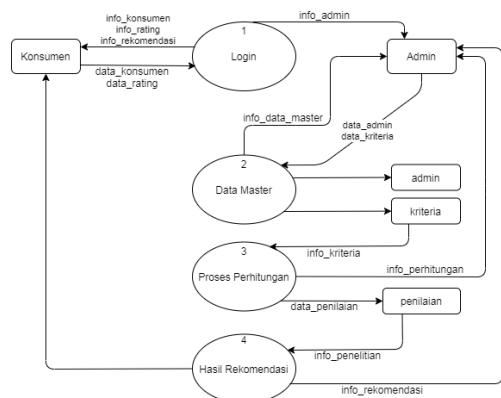 info_konsumen
info_rating
info_rekomendasi
1
Login
info_admin
Konsumen
Admin
data_konsumen
data_rating
info_data_master
data_admin
data_kriteria
2
Data Master
admin
kriteria
info_kriteria
3
Proses Perhitungan
info_perhitungan
data_penilaian
penilaian
4
info_penelitian
Hasil Rekomendasi
info_rekomendasi